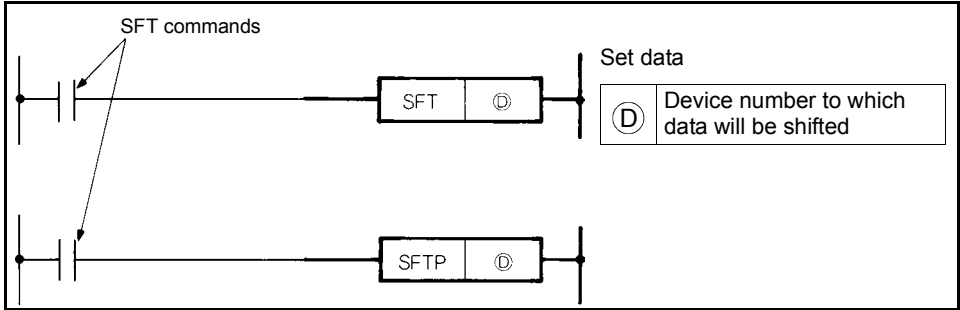 SFT commands
SFT Ⓓ
Set data
Ⓓ Device number to which
data will be shifted
SFTP Ⓓ